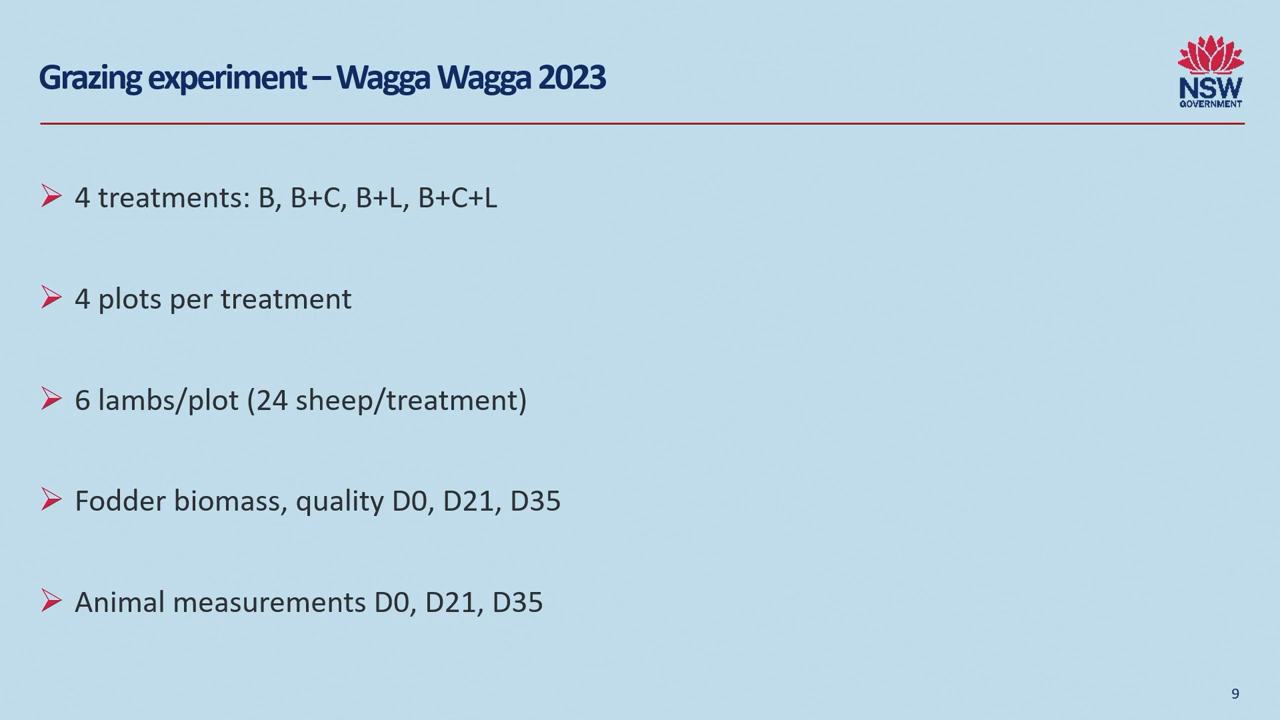 Grazing experiment – Wagga Wagga 2023
NSW
GOVERNMENT
4 treatments: B, B+C, B+L, B+C+L
4 plots per treatment
6 lambs/plot (24 sheep/treatment)
Fodder biomass, quality D0, D21, D35
Animal measurements D0, D21, D35
9